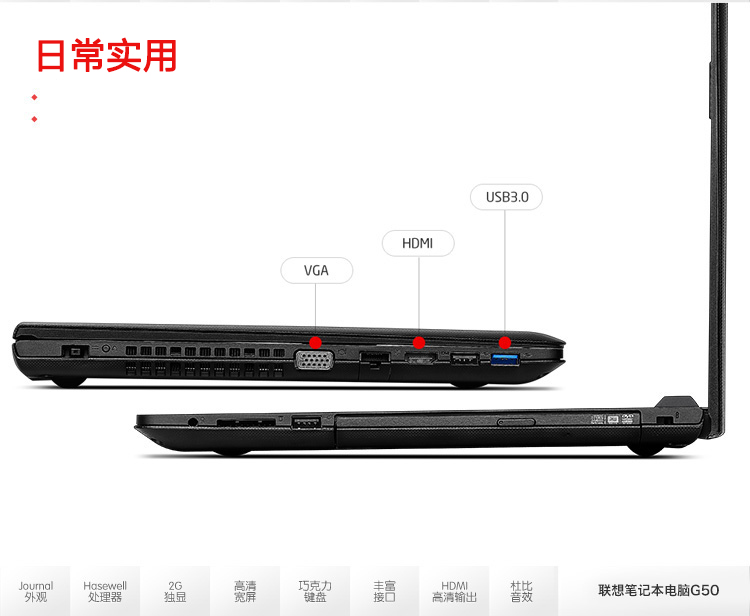 日常实用
USB3.0
HDMI
VGA
Journal
外观
Hasewell
处理器
2G
独显
高清
宽屏
巧克力
键盘
丰富
接口
HDMI
高清输出
杜比
音效
联想笔记本电脑G50